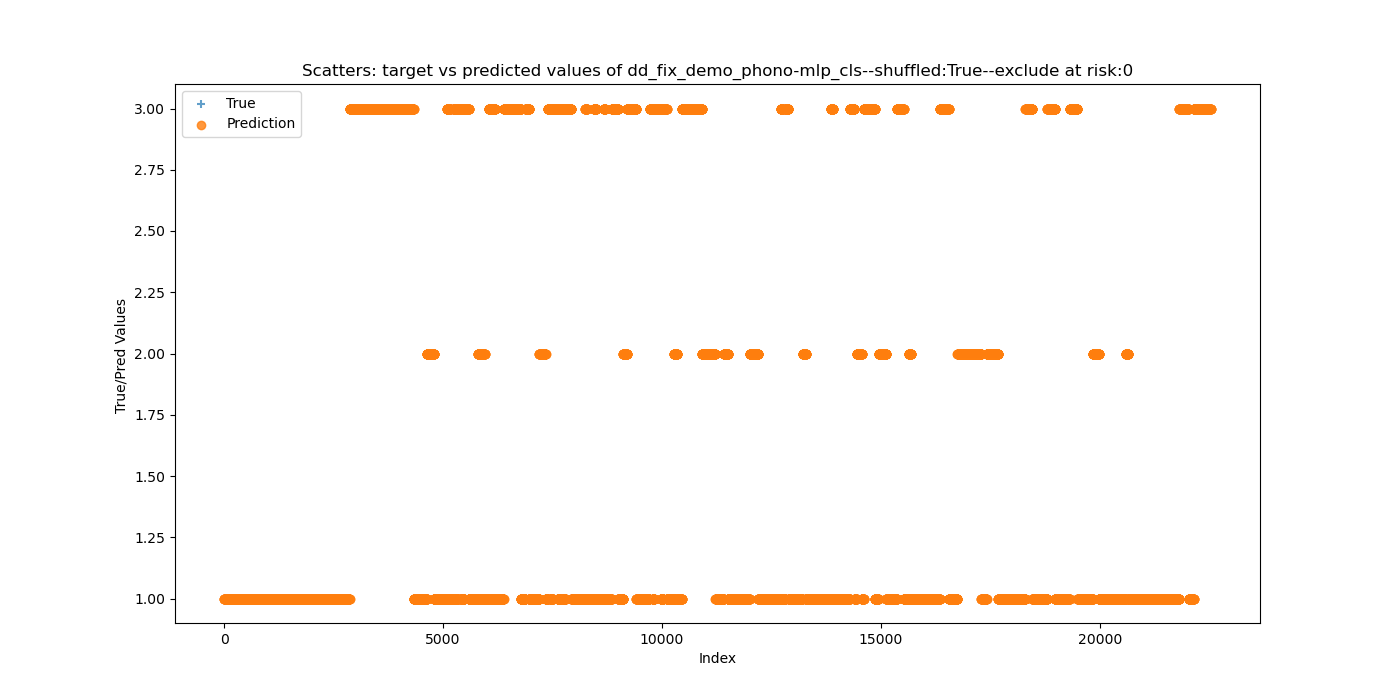 Scatters: target vs predicted values of dd_fix_demo_phono-mlp_cls--shuffled:True--exclude at risk:0
True
Prediction
3.00
2.75
2.50
2.25
2.00
1.75
1.50
1.25
1.00
True/Pred Values
0
5000
10000
15000
20000
Index